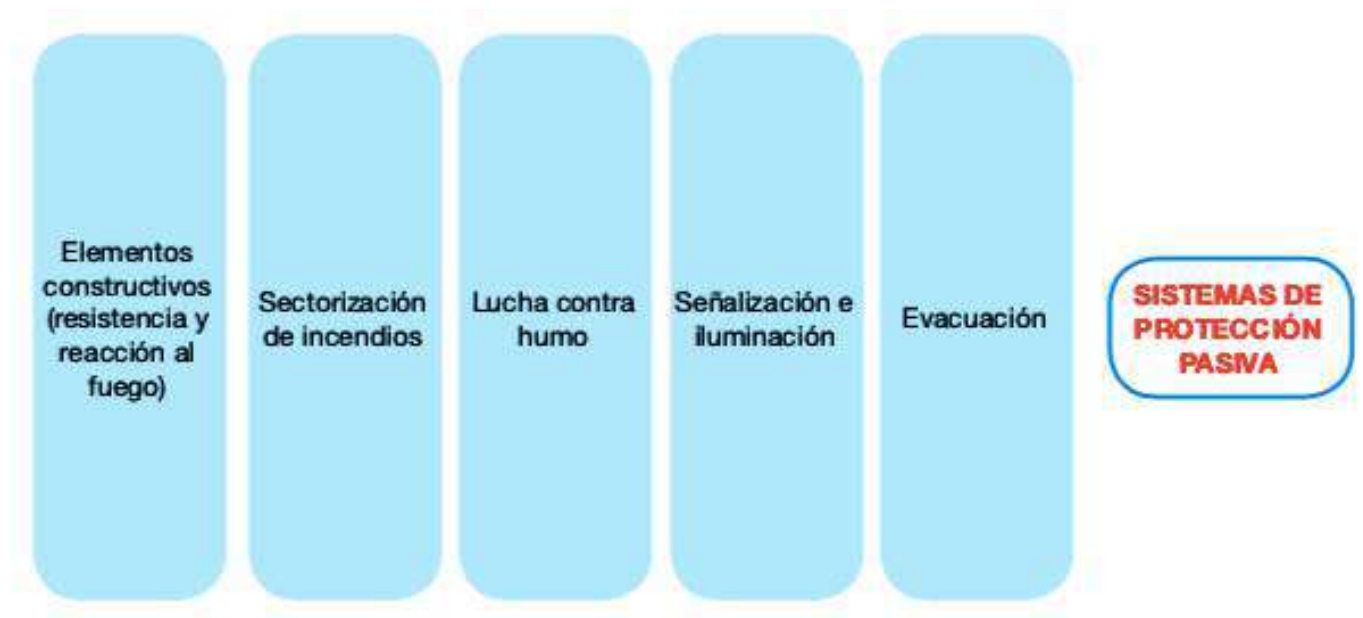 Elementos
constructivos
(resistencia y
reacción al
fuego)
Sectorización
de incendios
Lucha contra
humo
Señalización e
iluminación
Evacuación
SISTEMAS DE
PROTECCIÓN
PASIVA